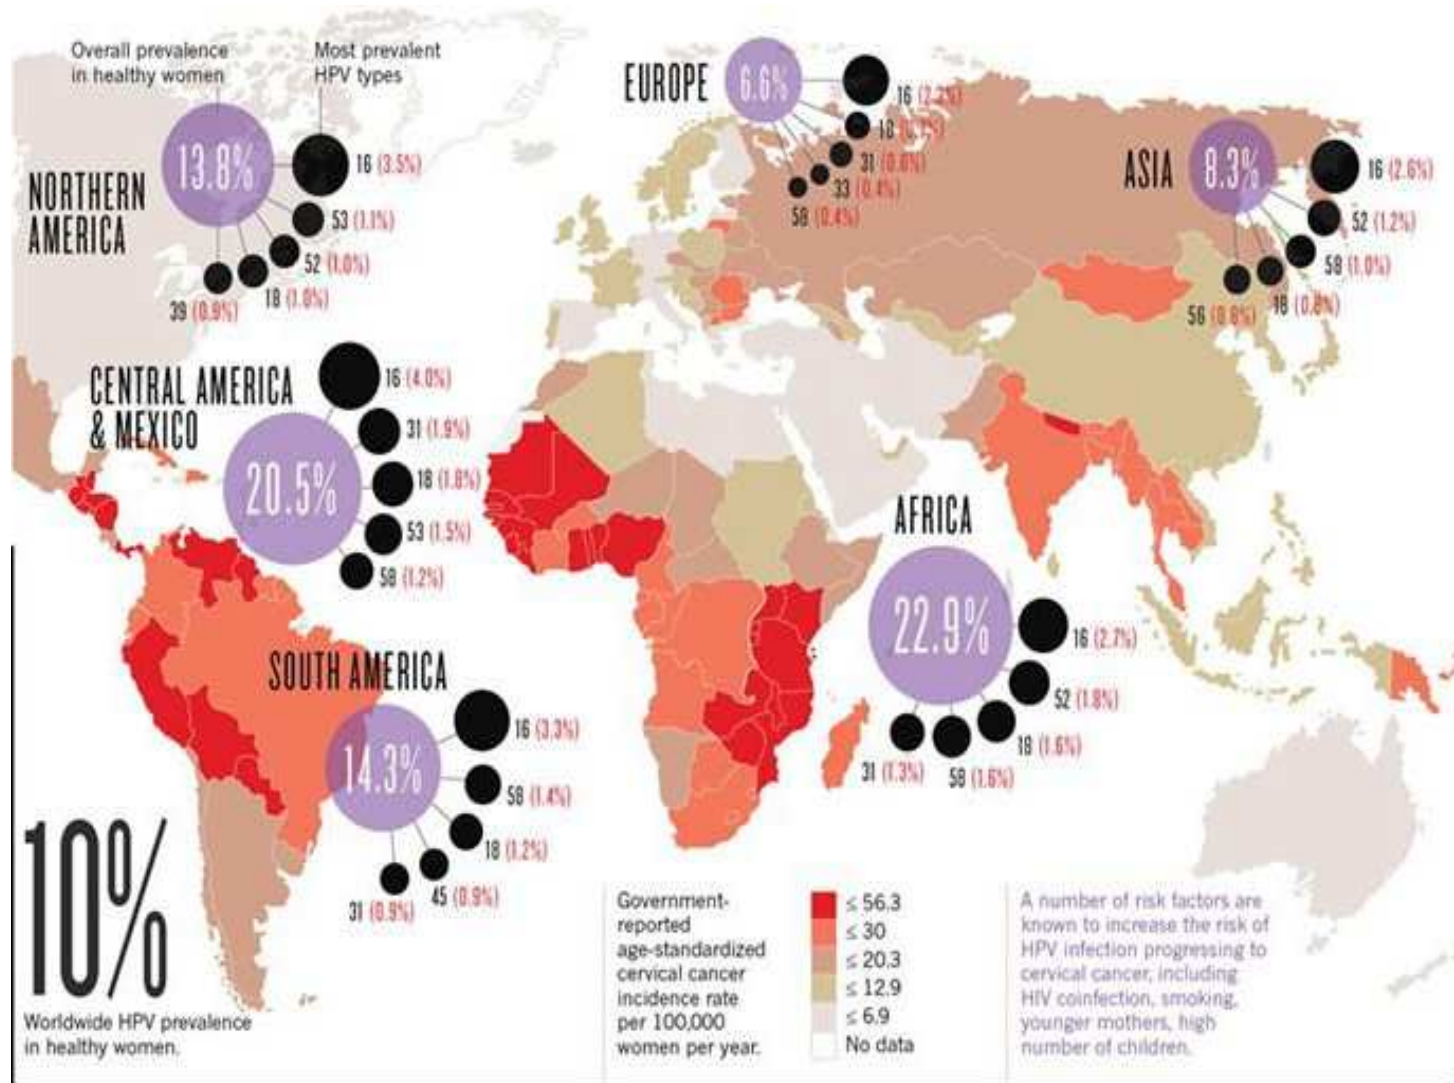 Overall prevalence
in healthy women
Most prevalent
HPV types
NORTHERN
AMERICA
13.8%
16 (3.5%)
53 (1.1%)
52 (1.0%)
18 (1.0%)
39 (0.9%)
EUROPE
6.6%
16
18
31
33 (0.4%)
58 (0.4%)
ASIA
8.3%
16 (2.6%)
52 (1.2%)
58 (1.0%)
18
56
CENTRAL AMERICA
& MEXICO
20.5%
16 (4.0%)
31 (1.9%)
18 (1.8%)
53 (1.5%)
58 (1.2%)
AFRICA
22.9%
16 (2.7%)
52 (1.8%)
18 (1.6%)
58 (1.6%)
31 (1.3%)
SOUTH AMERICA
14.3%
16 (3.3%)
58 (1.4%)
18 (1.2%)
45 (0.9%)
31 (0.9%)
10%
Worldwide HPV prevalence
in healthy women.
Government-
reported
age-standardized
cervical cancer
incidence rate
per 100,000
women per year.
≤ 56.3
≤ 30
≤ 20.3
≤ 12.9
≤ 6.9
No data
A number of risk factors are
known to increase the risk of
HPV infection progressing to
cervical cancer, including
HIV coinfection, smoking,
younger mothers, high
number of children.